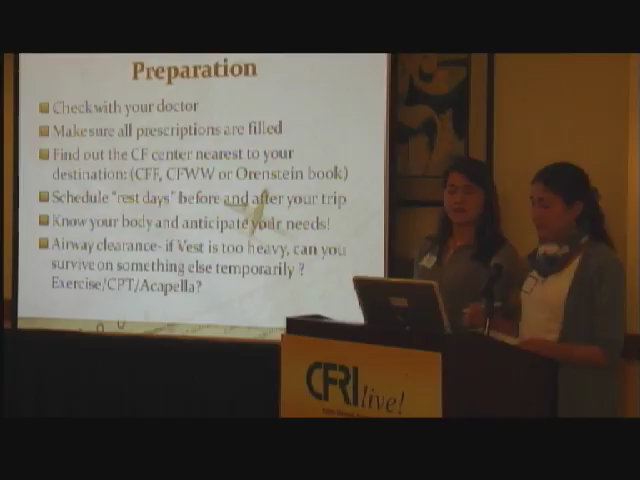 Preparation
Check with your doctor
Make sure all prescriptions are filled
Find out the CF center nearest to your
destination: (CFF, CFWW or Orenstein book)
Schedule "rest days" before and after your trip
Know your body and anticipate your needs!
Airway clearance- if Vest is too heavy, can you
survive on something else temporarily ?
Exercise/CPT/Acapella?
CFRI live!